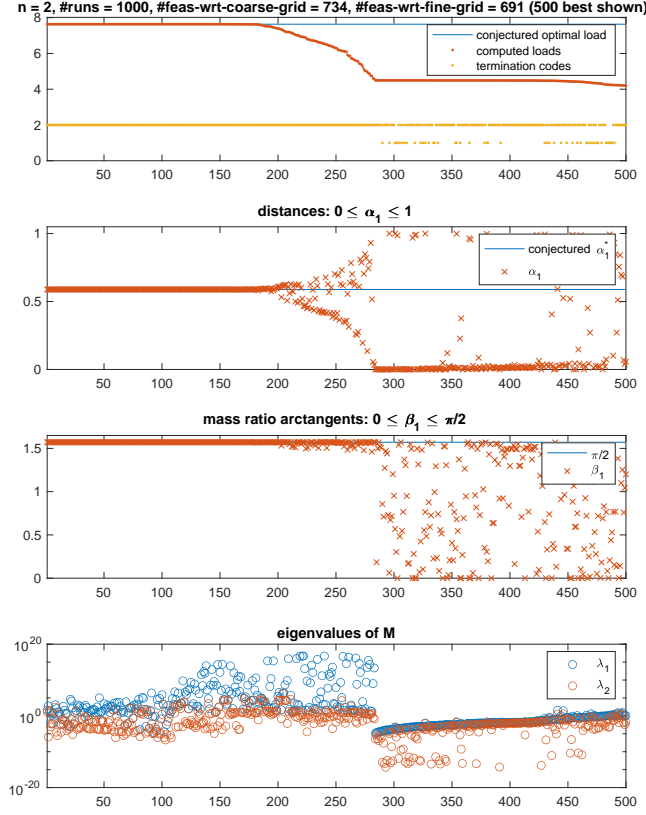 n = 2, #runs = 1000, #feas-wrt-coarse-grid = 734, #feas-wrt-fine-grid = 691 (500 best shown)
8
6
4
2
0
conjectured optimal load
computed loads
termination codes
50 100 150 200 250 300 350 400 450 500
distances: 0 ≤ α₁ ≤ 1
1
0.5
0
conjectured α₁*
α₁
50 100 150 200 250 300 350 400 450 500
mass ratio arctangents: 0 ≤ β₁ ≤ π/2
1.5
1
0.5
0
π/2
β₁
50 100 150 200 250 300 350 400 450 500
eigenvalues of M
10²⁰
10⁰
10⁻²⁰
λ₁
λ₂
50 100 150 200 250 300 350 400 450 500